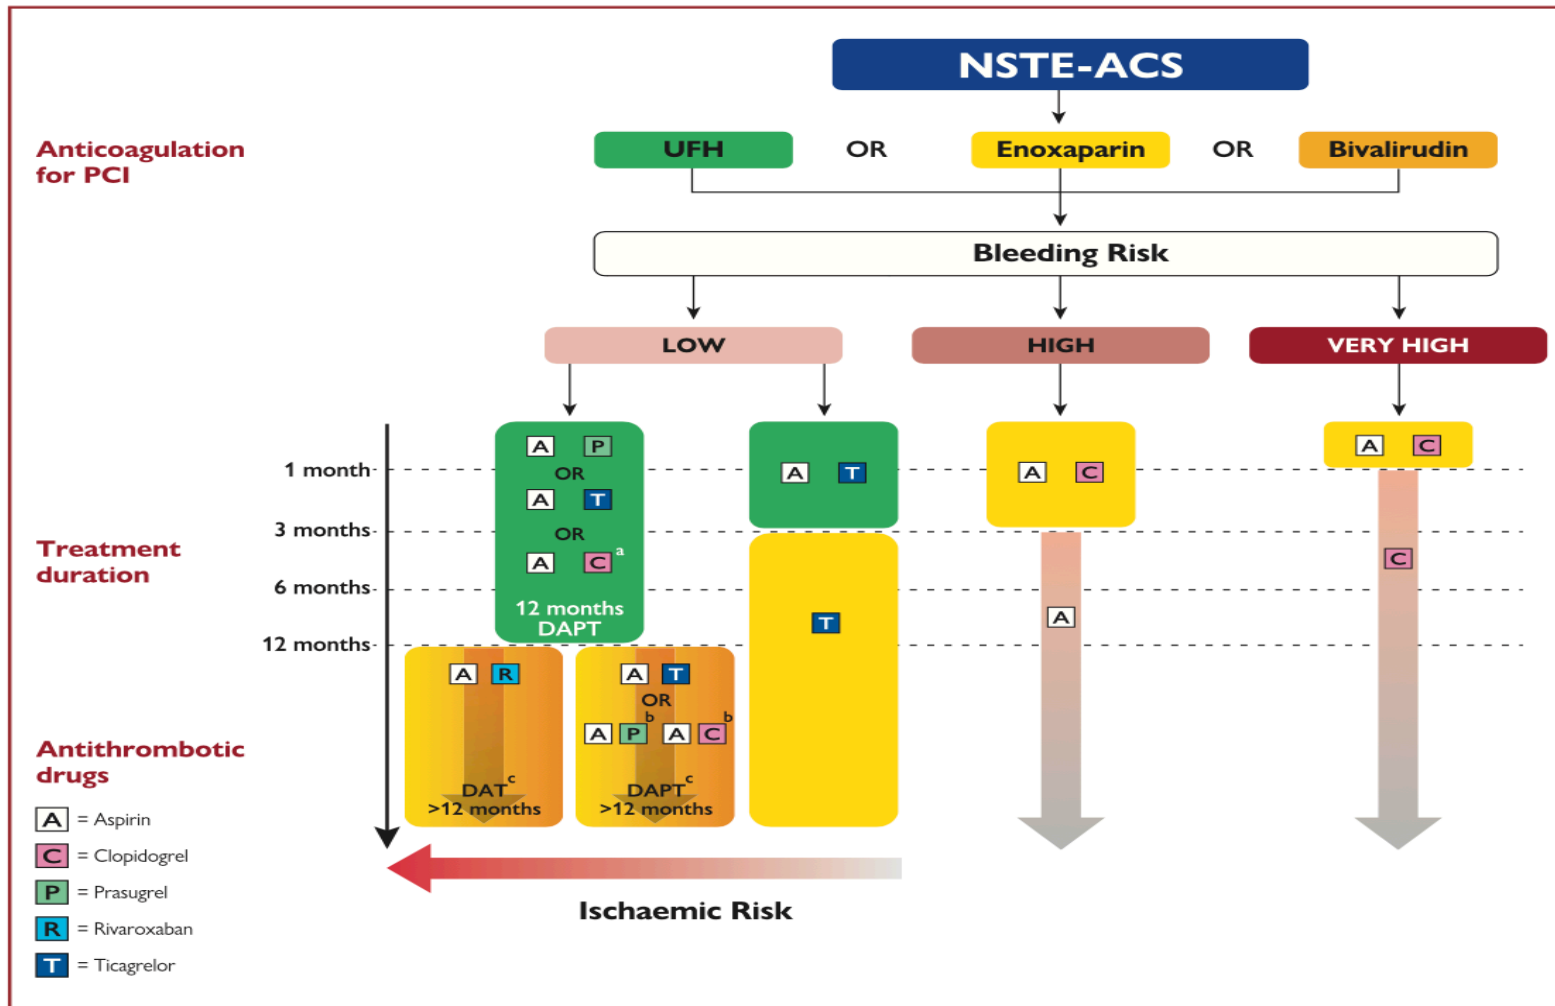 NSTE-ACS
Anticoagulation
for PCI
UFH OR Enoxaparin OR Bivalirudin
Bleeding Risk
LOW HIGH VERY HIGH
A P
1 month
OR
A T
A T
A C
A C
3 months
OR
A C a
C
Treatment
duration
6 months
12 months
DAPT
T
A
12 months
A R
A T
OR
A P b A C b
Antithrombotic
drugs
DAT c
>12 months
DAPT c
>12 months
A = Aspirin
C = Clopidogrel
P = Prasugrel
R = Rivaroxaban
T = Ticagrelor
Ischaemic Risk